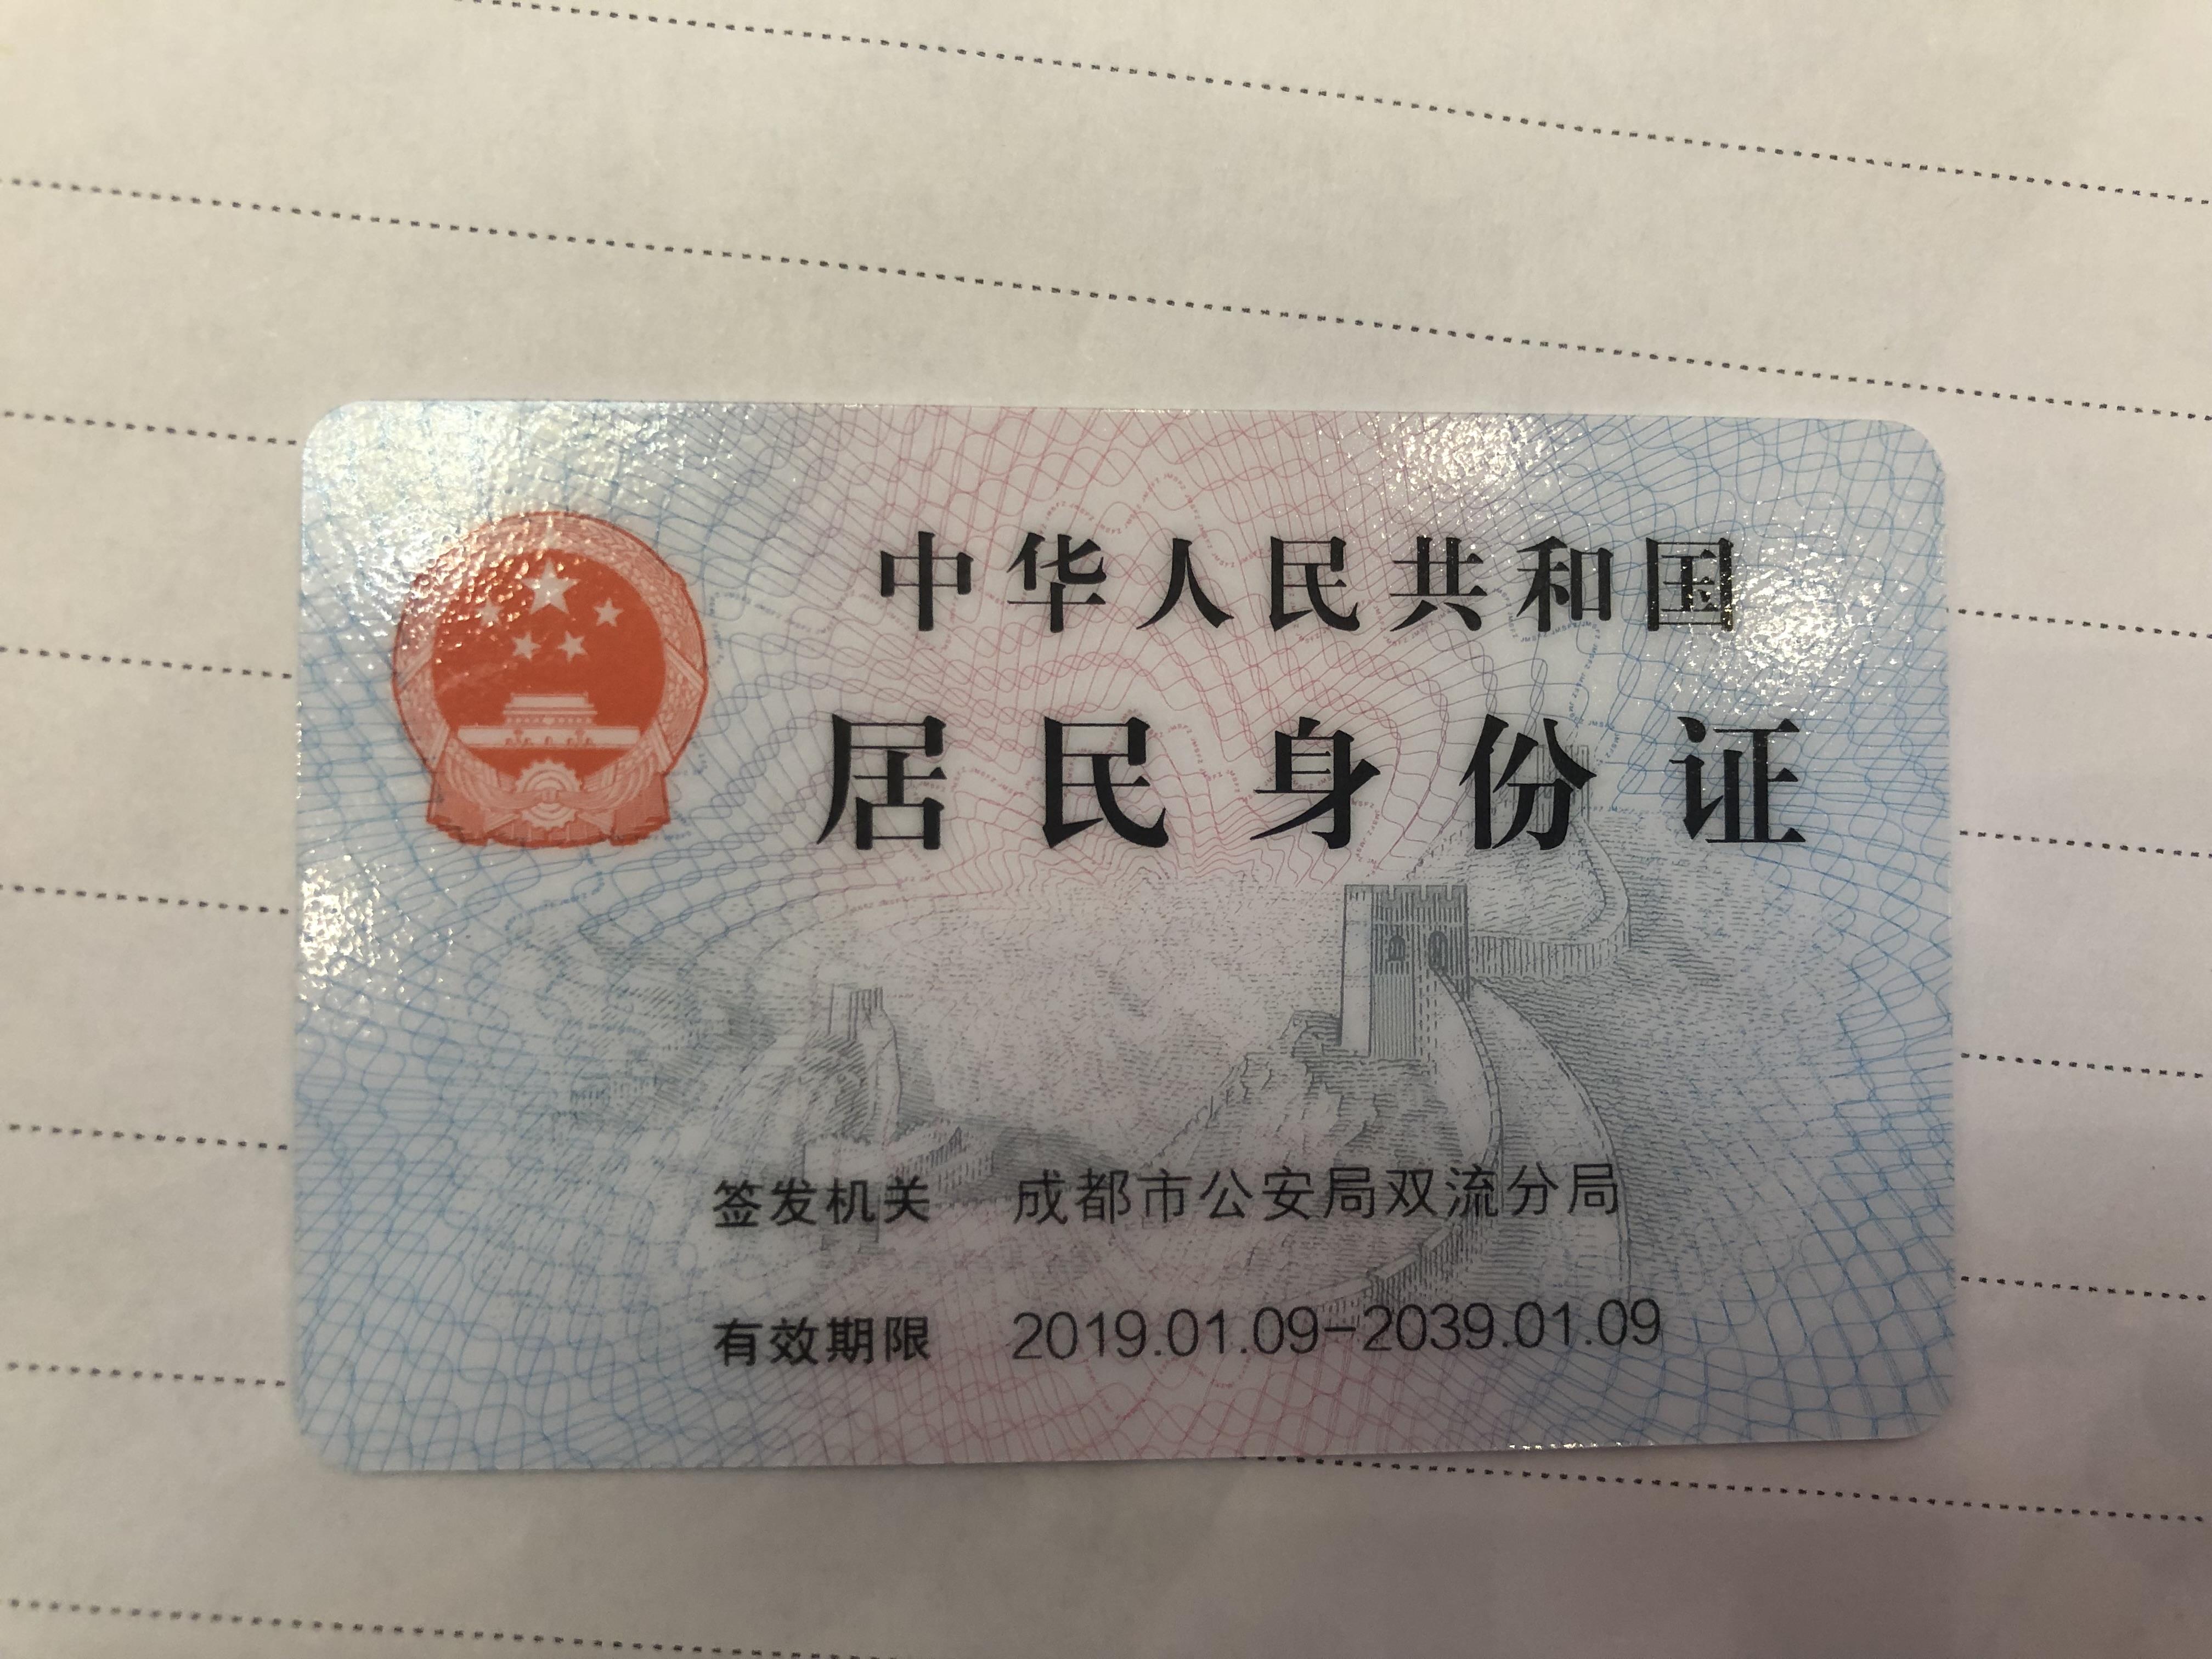 中华人民共和国
居民身份证
签发机关 成都市公安局双流分局
有效期限 2019.01.09-2039.01.09